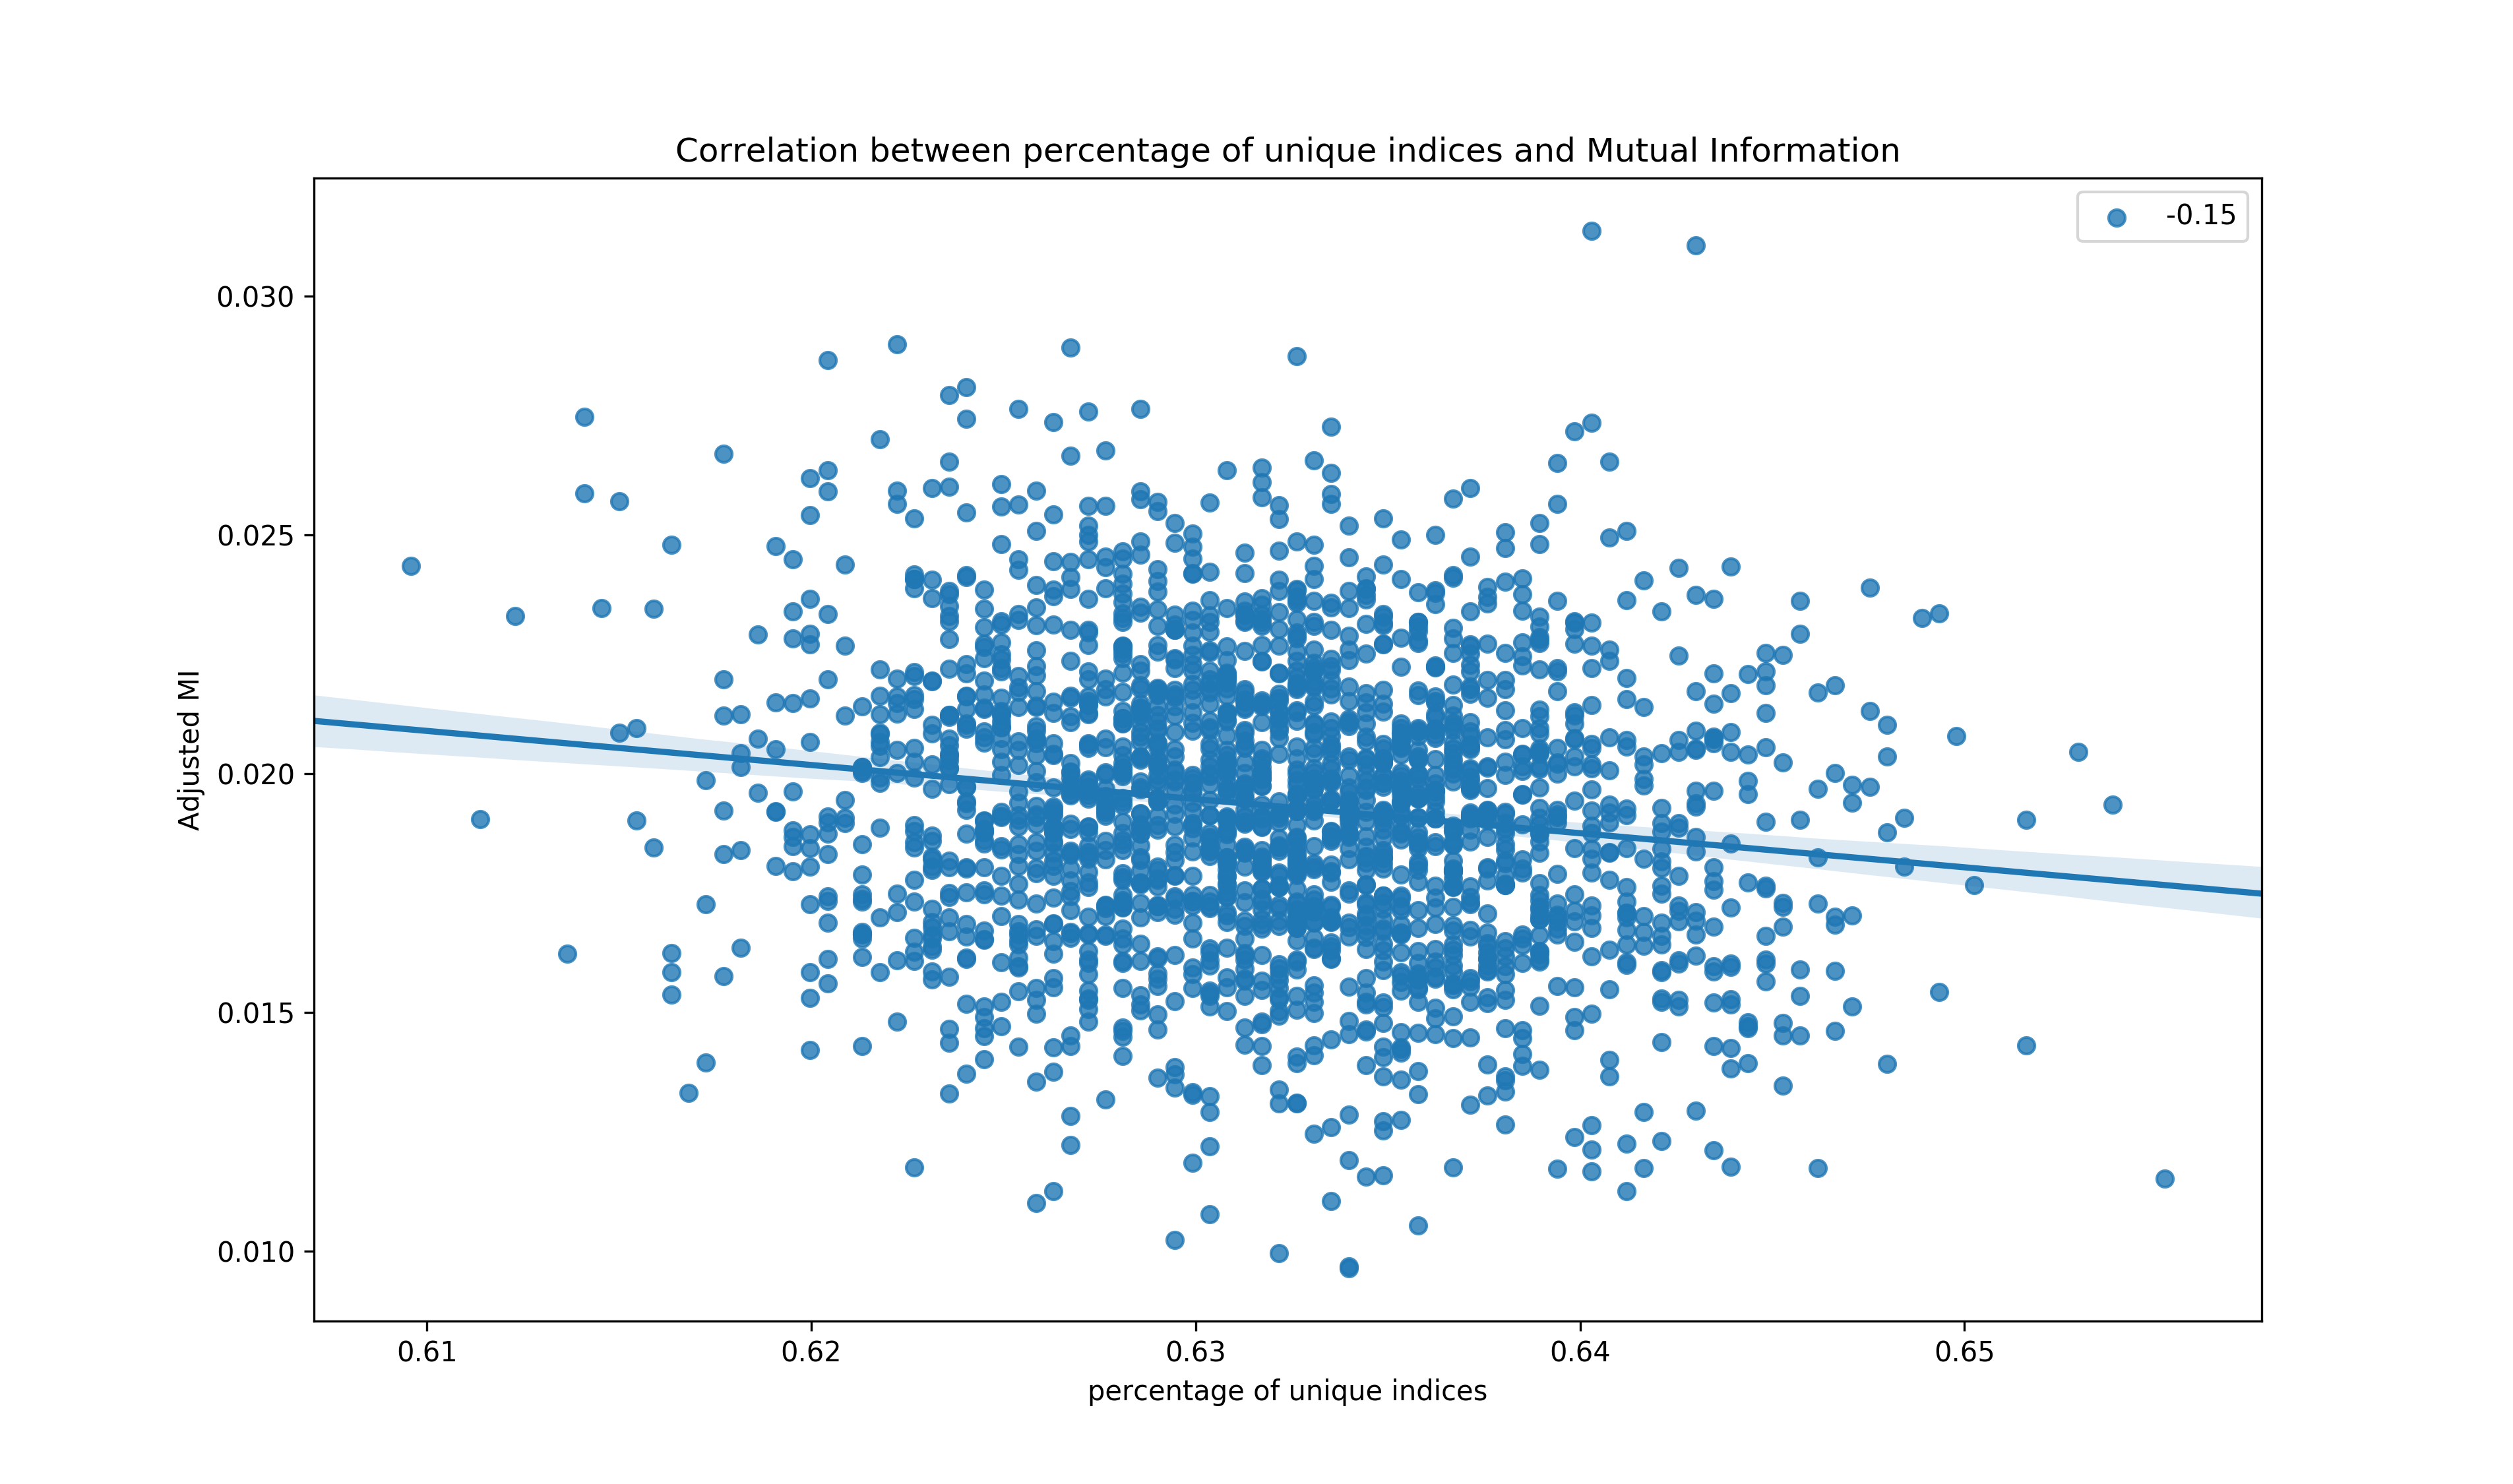 Correlation between percentage of unique indices and Mutual Information
-0.15
0.030
0.025
0.020
0.015
0.010
Adjusted MI
0.61 0.62 0.63 0.64 0.65
percentage of unique indices